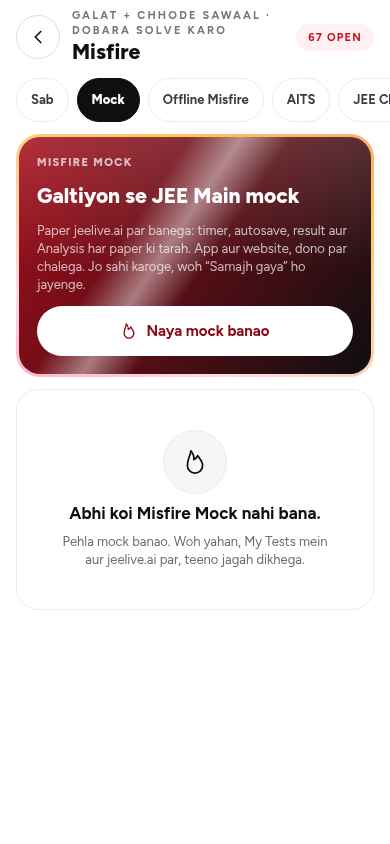 GALAT + CHHODE SAWAAL ·
DOBARA SOLVE KARO
Misfire
67 OPEN
Sab
Mock
Offline Misfire
AITS
MISFIRE MOCK
Galtiyon se JEE Main mock
Paper jeelive.ai par banega: timer, autosave, result aur
Analysis har paper ki tarah. App aur website, dono par
chalega. Jo sahi karoge, woh “Samajh gaya” ho
jayenge.
Naya mock banao
Abhi koi Misfire Mock nahi bana.
Pehla mock banao. Woh yahan, My Tests mein
aur jeelive.ai par, teeno jagah dikhega.